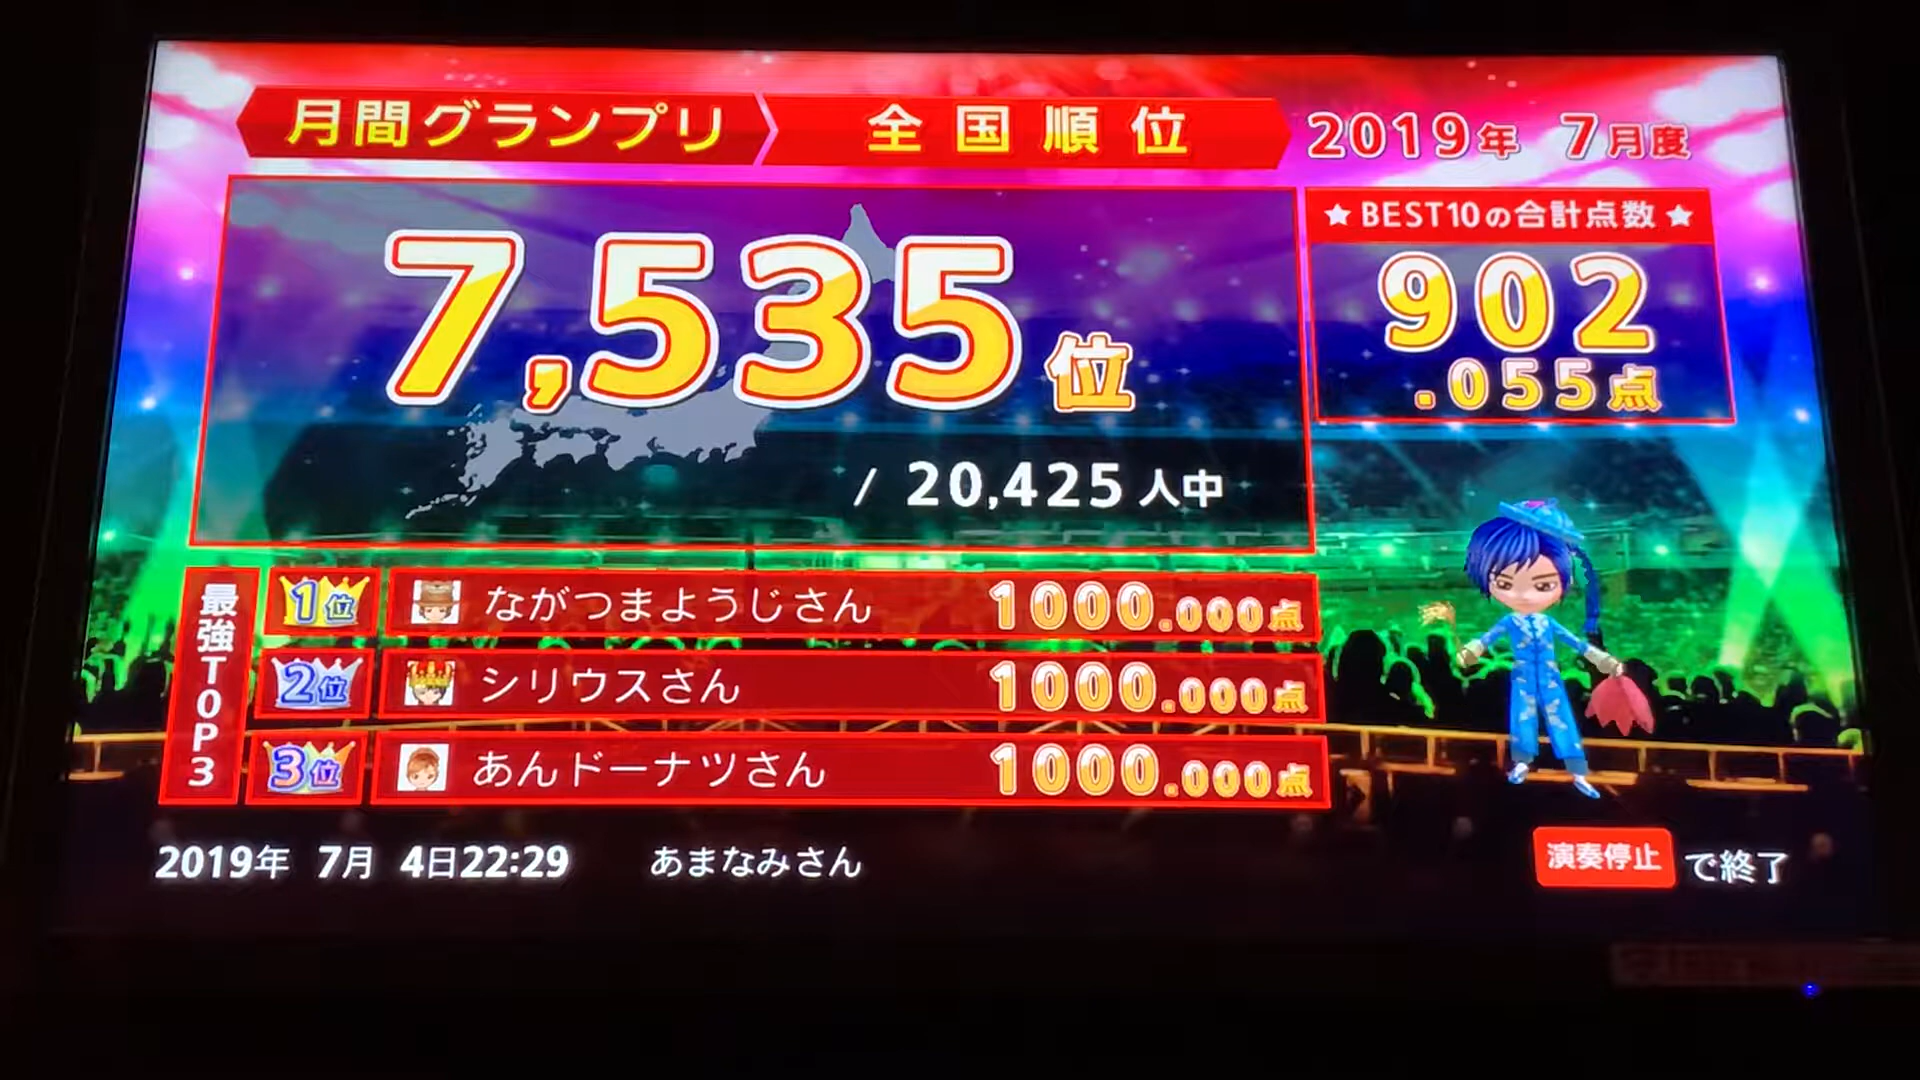 月間グランプリ 全国順位 2019年 7月度
7,535位
/ 20,425人中
★ BEST10の合計点数 ★
902
.055点
最強TOP3
1位 ながつまようじさん 1000.000点
2位 シリウスさん 1000.000点
3位 あんドーナツさん 1000.000点
2019年 7月 4日22:29 あまなみさん
演奏停止 で終了